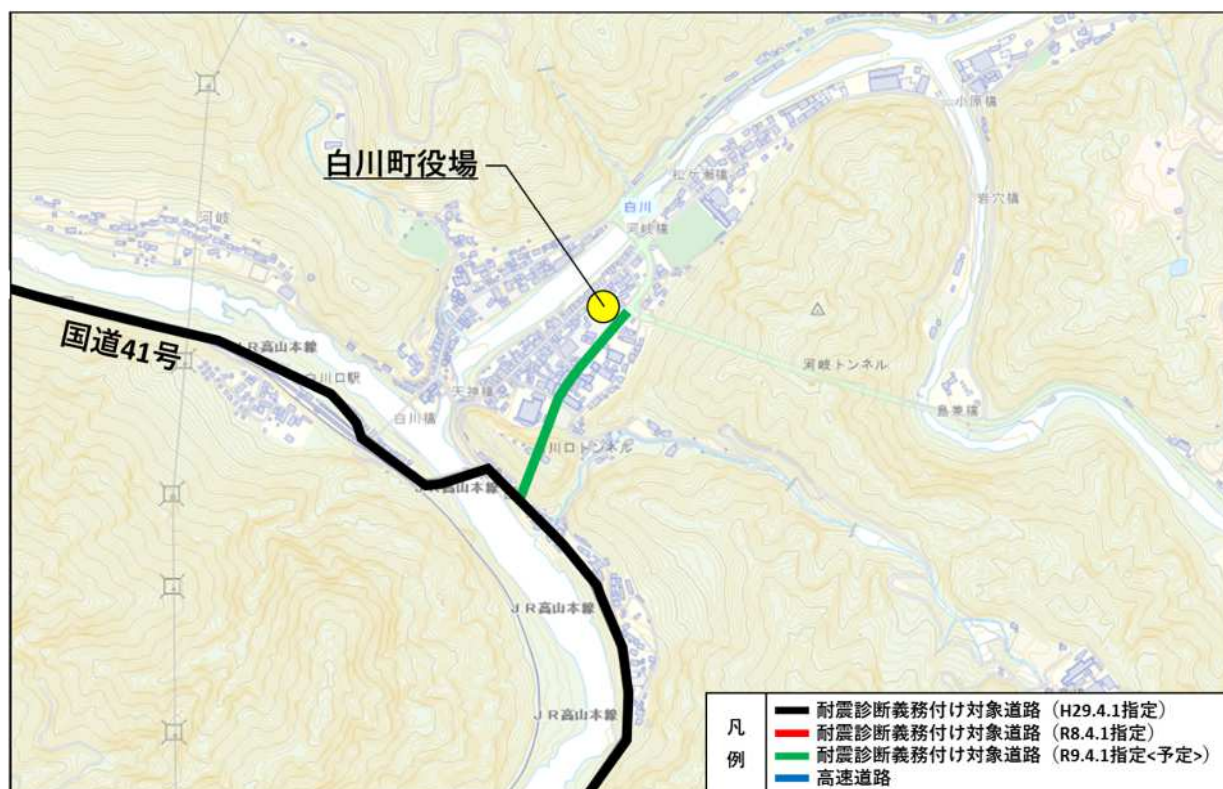 小原橋
白川町役場
松ケ瀬橋
岩穴橋
白川
河岐
河岐橋
国道41号
JR高山本線
白川口駅
河岐トンネル
天神橋
白川橋
島巣橋
川口トンネル
JR高山本線
JR高山本線
JR高山本線
凡例
耐震診断義務付け対象道路（H29.4.1指定）
耐震診断義務付け対象道路（R8.4.1指定）
耐震診断義務付け対象道路（R9.4.1指定<予定>）
高速道路